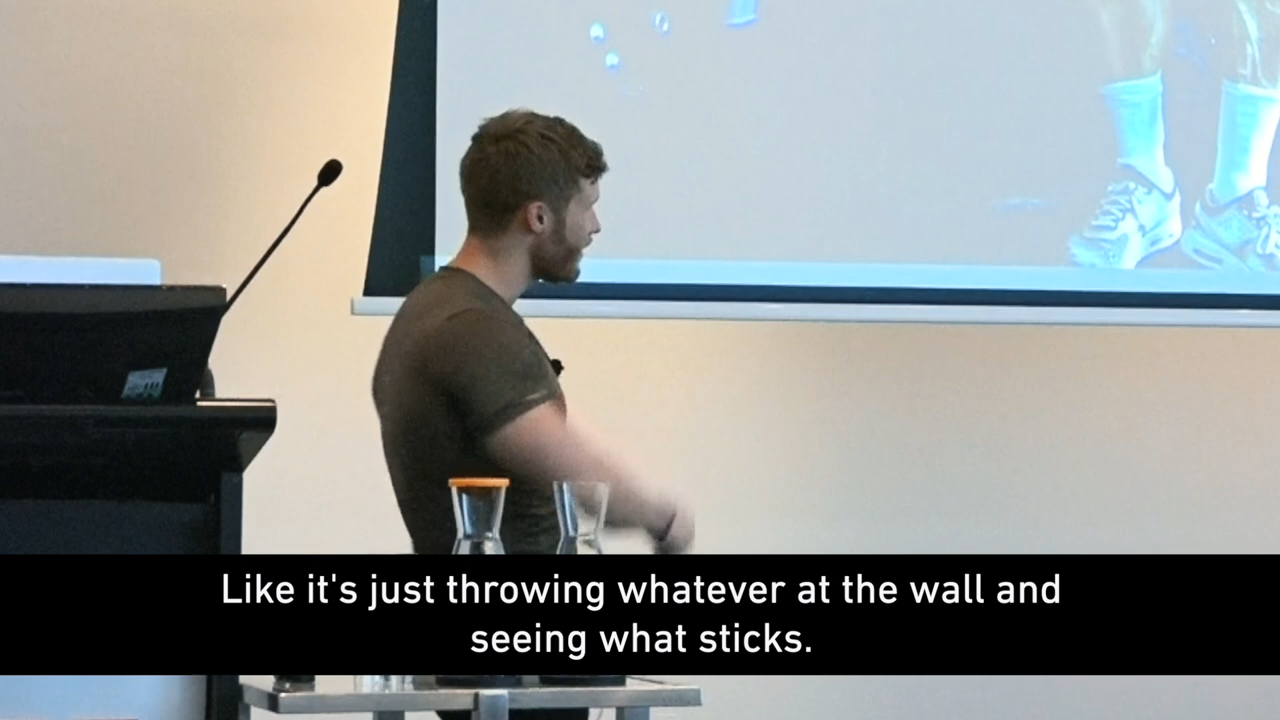 Like it's just throwing whatever at the wall and
seeing what sticks.